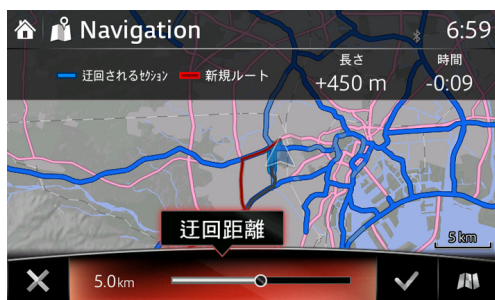 Navigation 6:59
迂回されるｾｸｼｮﾝ 新規ルート
長さ
+450 m
時間
-0:09
迂回距離
5 km
5.0km